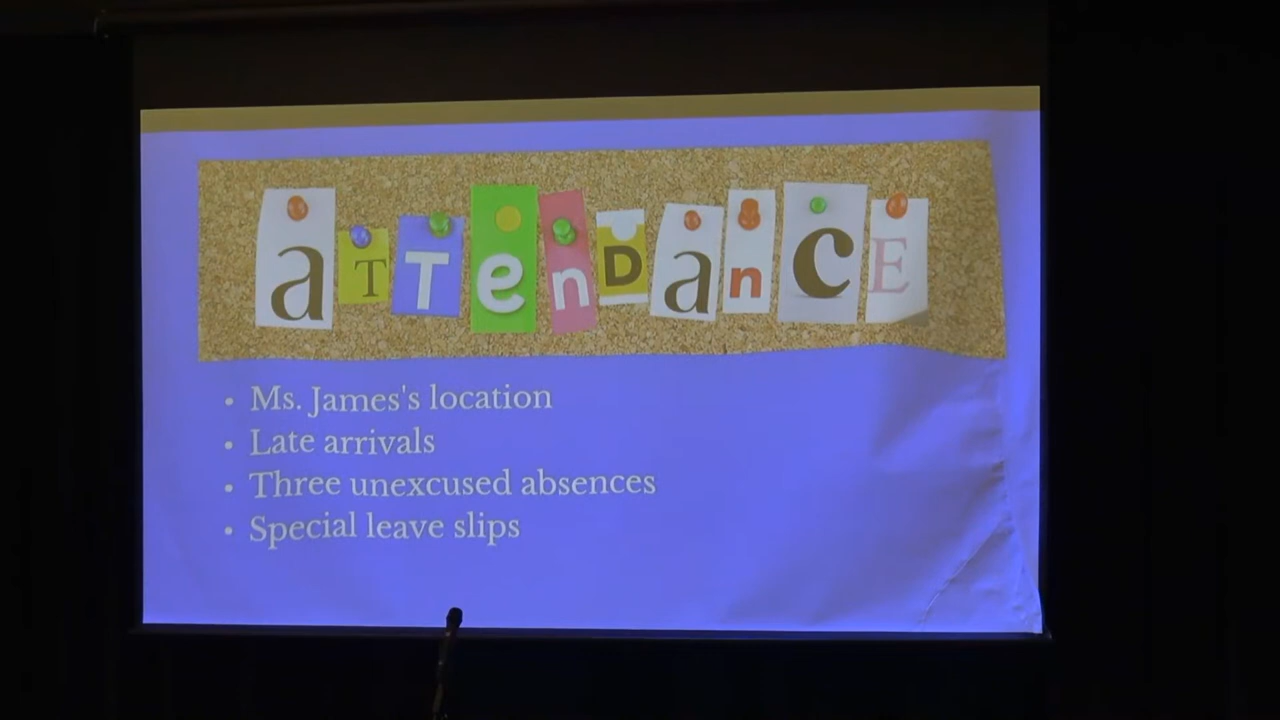 aTTenDancE
Ms. James's location
Late arrivals
Three unexcused absences
Special leave slips